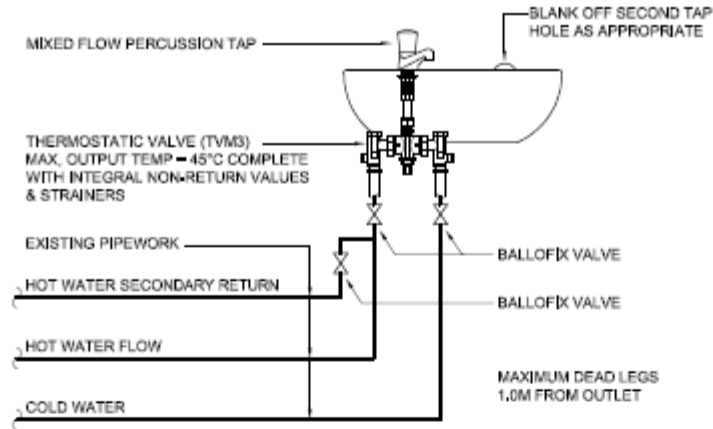 BLANK OFF SECOND TAP
HOLE AS APPROPRIATE
MIXED FLOW PERCUSSION TAP
THERMOSTATIC VALVE (TVM3)
MAX, OUTPUT TEMP = 45°C COMPLETE
WITH INTEGRAL NON-RETURN VALUES
& STRAINERS
EXISTING PIPEWORK
BALLOFIX VALVE
HOT WATER SECONDARY RETURN
BALLOFIX VALVE
HOT WATER FLOW
MAXIMUM DEAD LEGS
1.0M FROM OUTLET
COLD WATER